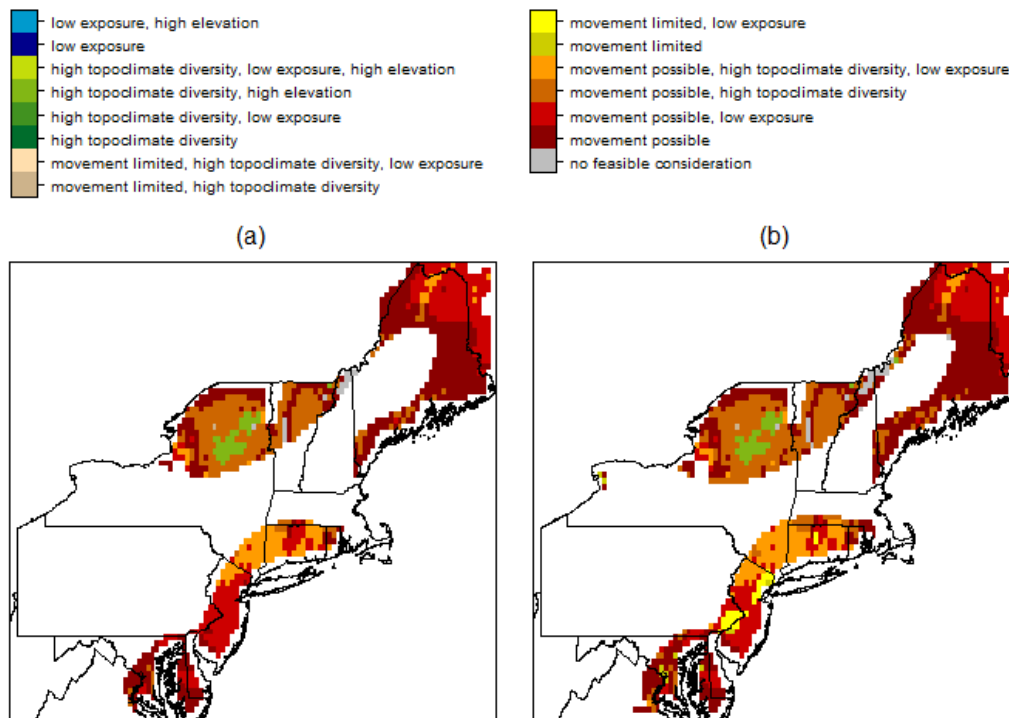 low exposure, high elevation
low exposure
high topoclimate diversity, low exposure, high elevation
high topoclimate diversity, high elevation
high topoclimate diversity, low exposure
high topoclimate diversity
movement limited, high topoclimate diversity, low exposure
movement limited, high topoclimate diversity
movement limited, low exposure
movement limited
movement possible, high topoclimate diversity, low exposure
movement possible, high topoclimate diversity
movement possible, low exposure
movement possible
no feasible consideration
(a)
(b)